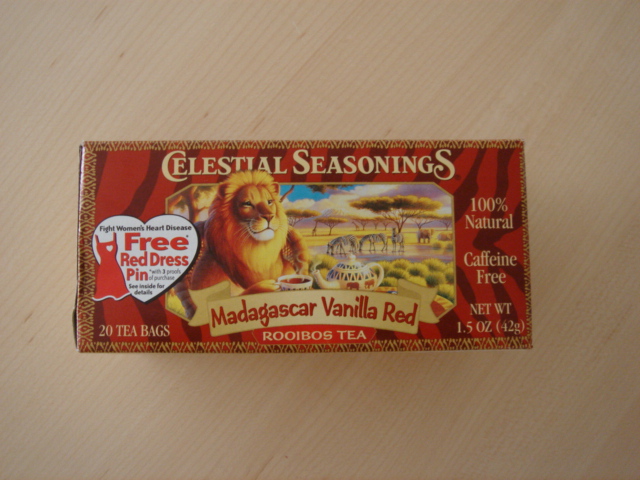 CELESTIAL SEASONINGS
Fight Women's Heart Disease
Free*
Red Dress
Pin
*with 3 proofs
of purchase
See inside for
details
100%
Natural
Caffeine
Free
Madagascar Vanilla Red
ROOIBOS TEA
20 TEA BAGS
NET WT
1.5 OZ (42g)